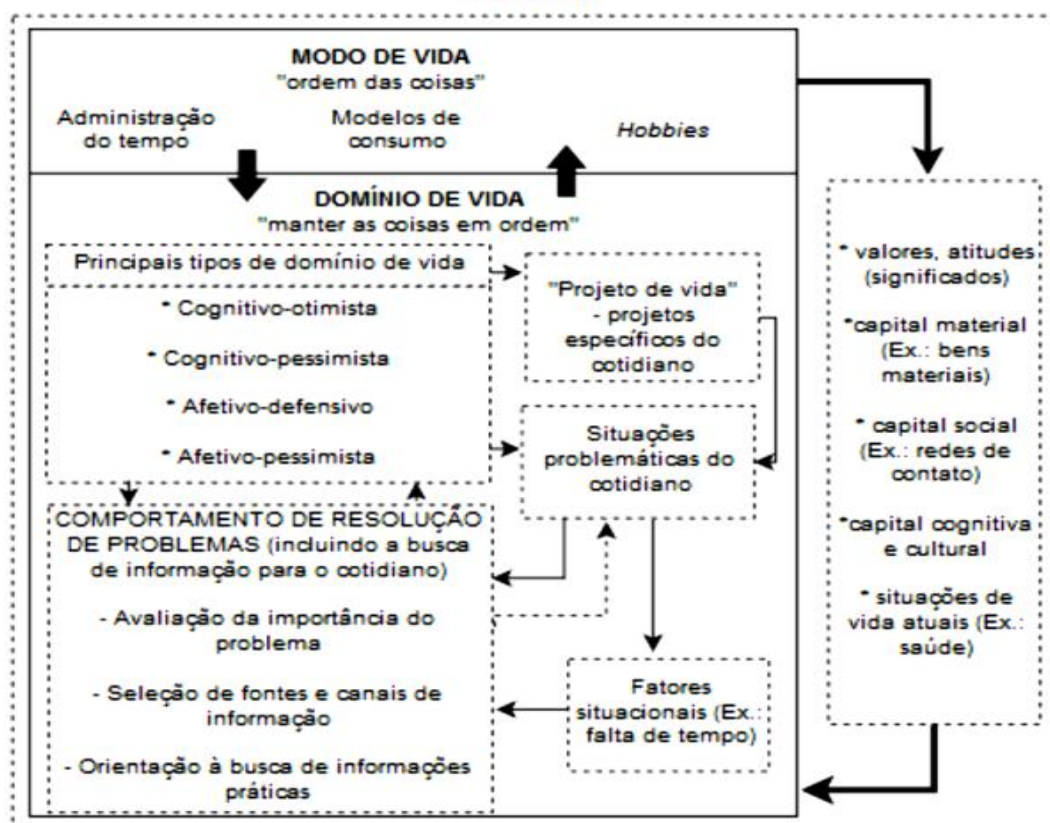 MODO DE VIDA
"ordem das coisas"
Administração
do tempo
Modelos de
consumo
Hobbies
DOMÍNIO DE VIDA
"manter as coisas em ordem"
Principais tipos de domínio de vida
* Cognitivo-otimista
* Cognitivo-pessimista
* Afetivo-defensivo
* Afetivo-pessimista
"Projeto de vida"
- projetos
específicos do
cotidiano
Situações
problemáticas do
cotidiano
COMPORTAMENTO DE RESOLUÇÃO
DE PROBLEMAS (incluindo a busca
de informação para o cotidiano)
- Avaliação da importância do
problema
- Seleção de fontes e canais de
informação
- Orientação à busca de informações
práticas
Fatores
situacionais (Ex.:
falta de tempo)
* valores, atitudes
(significados)
*capital material
(Ex.: bens
materiais)
* capital social
(Ex.: redes de
contato)
*capital cognitiva
e cultural
* situações de
vida atuais (Ex.:
saúde)